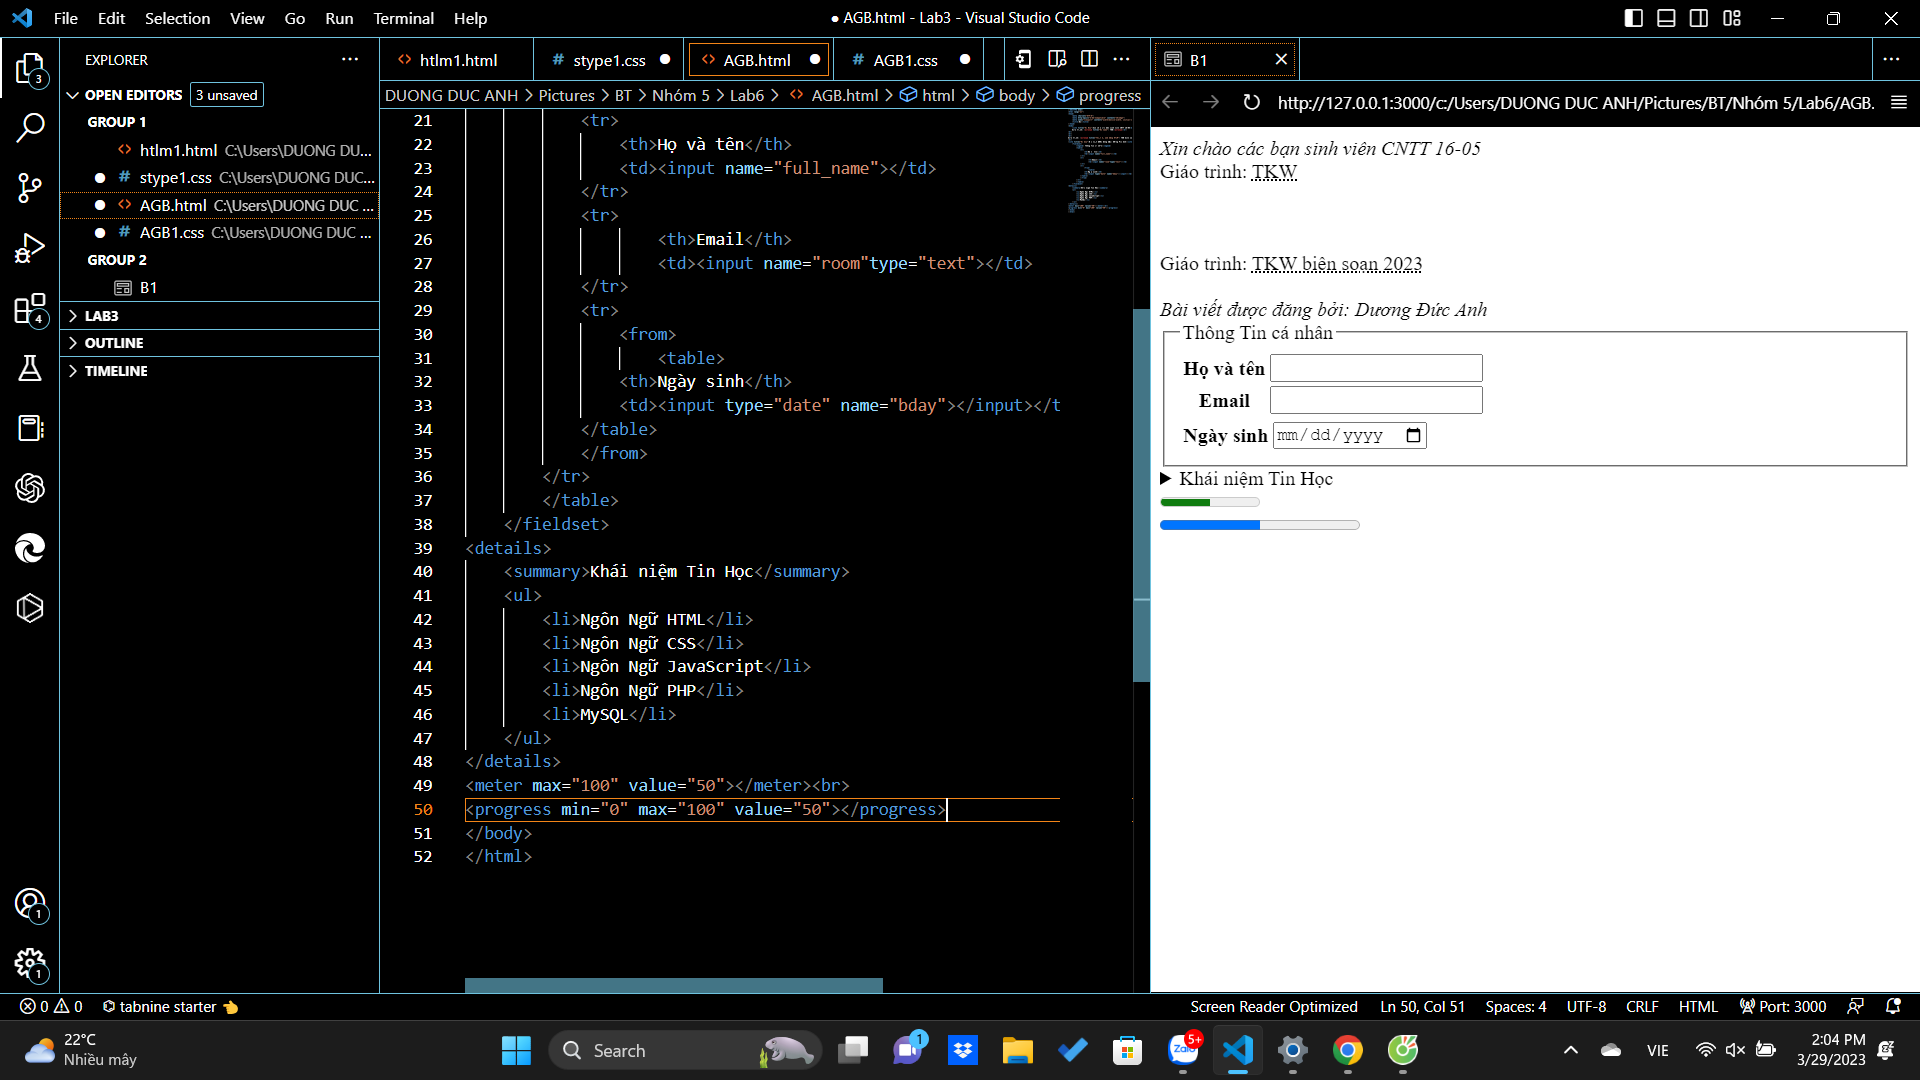 File Edit Selection View Go Run Terminal Help
● AGB.html - Lab3 - Visual Studio Code
EXPLORER
OPEN EDITORS 3 unsaved
GROUP 1
htlm1.html C:\Users\DUONG DU...
# stype1.css C:\Users\DUONG DUC...
AGB.html C:\Users\DUONG DUC ...
# AGB1.css C:\Users\DUONG DUC ...
GROUP 2
B1
LAB3
OUTLINE
TIMELINE
3
4
1
1
htlm1.html # stype1.css AGB.html # AGB1.css
DUONG DUC ANH > Pictures > BT > Nhóm 5 > Lab6 > AGB.html > html > body > progress
21 <tr>
22 <th>Họ và tên</th>
23 <td><input name="full_name"></td>
24 </tr>
25 <tr>
26 <th>Email</th>
27 <td><input name="room"type="text"></td>
28 </tr>
29 <tr>
30 <from>
31 <table>
32 <th>Ngày sinh</th>
33 <td><input type="date" name="bday"></input></t
34 </table>
35 </from>
36 </tr>
37 </table>
38 </fieldset>
39 <details>
40 <summary>Khái niệm Tin Học</summary>
41 <ul>
42 <li>Ngôn Ngữ HTML</li>
43 <li>Ngôn Ngữ CSS</li>
44 <li>Ngôn Ngữ JavaScript</li>
45 <li>Ngôn Ngữ PHP</li>
46 <li>MySQL</li>
47 </ul>
48 </details>
49 <meter max="100" value="50"></meter><br>
50 <progress min="0" max="100" value="50"></progress>
51 </body>
52 </html>
B1
http://127.0.0.1:3000/c:/Users/DUONG DUC ANH/Pictures/BT/Nhóm 5/Lab6/AGB.
Xin chào các bạn sinh viên CNTT 16-05
Giáo trình: TKW
Giáo trình: TKW biên soạn 2023
Bài viết được đăng bởi: Dương Đức Anh
Thông Tin cá nhân
Họ và tên
Email
Ngày sinh mm/dd/yyyy
Khái niệm Tin Học
0 0 tabnine starter
Screen Reader Optimized Ln 50, Col 51 Spaces: 4 UTF-8 CRLF HTML Port: 3000
22°C
Nhiều mây
Search
1
Zalo
5+
VIE
2:04 PM
3/29/2023